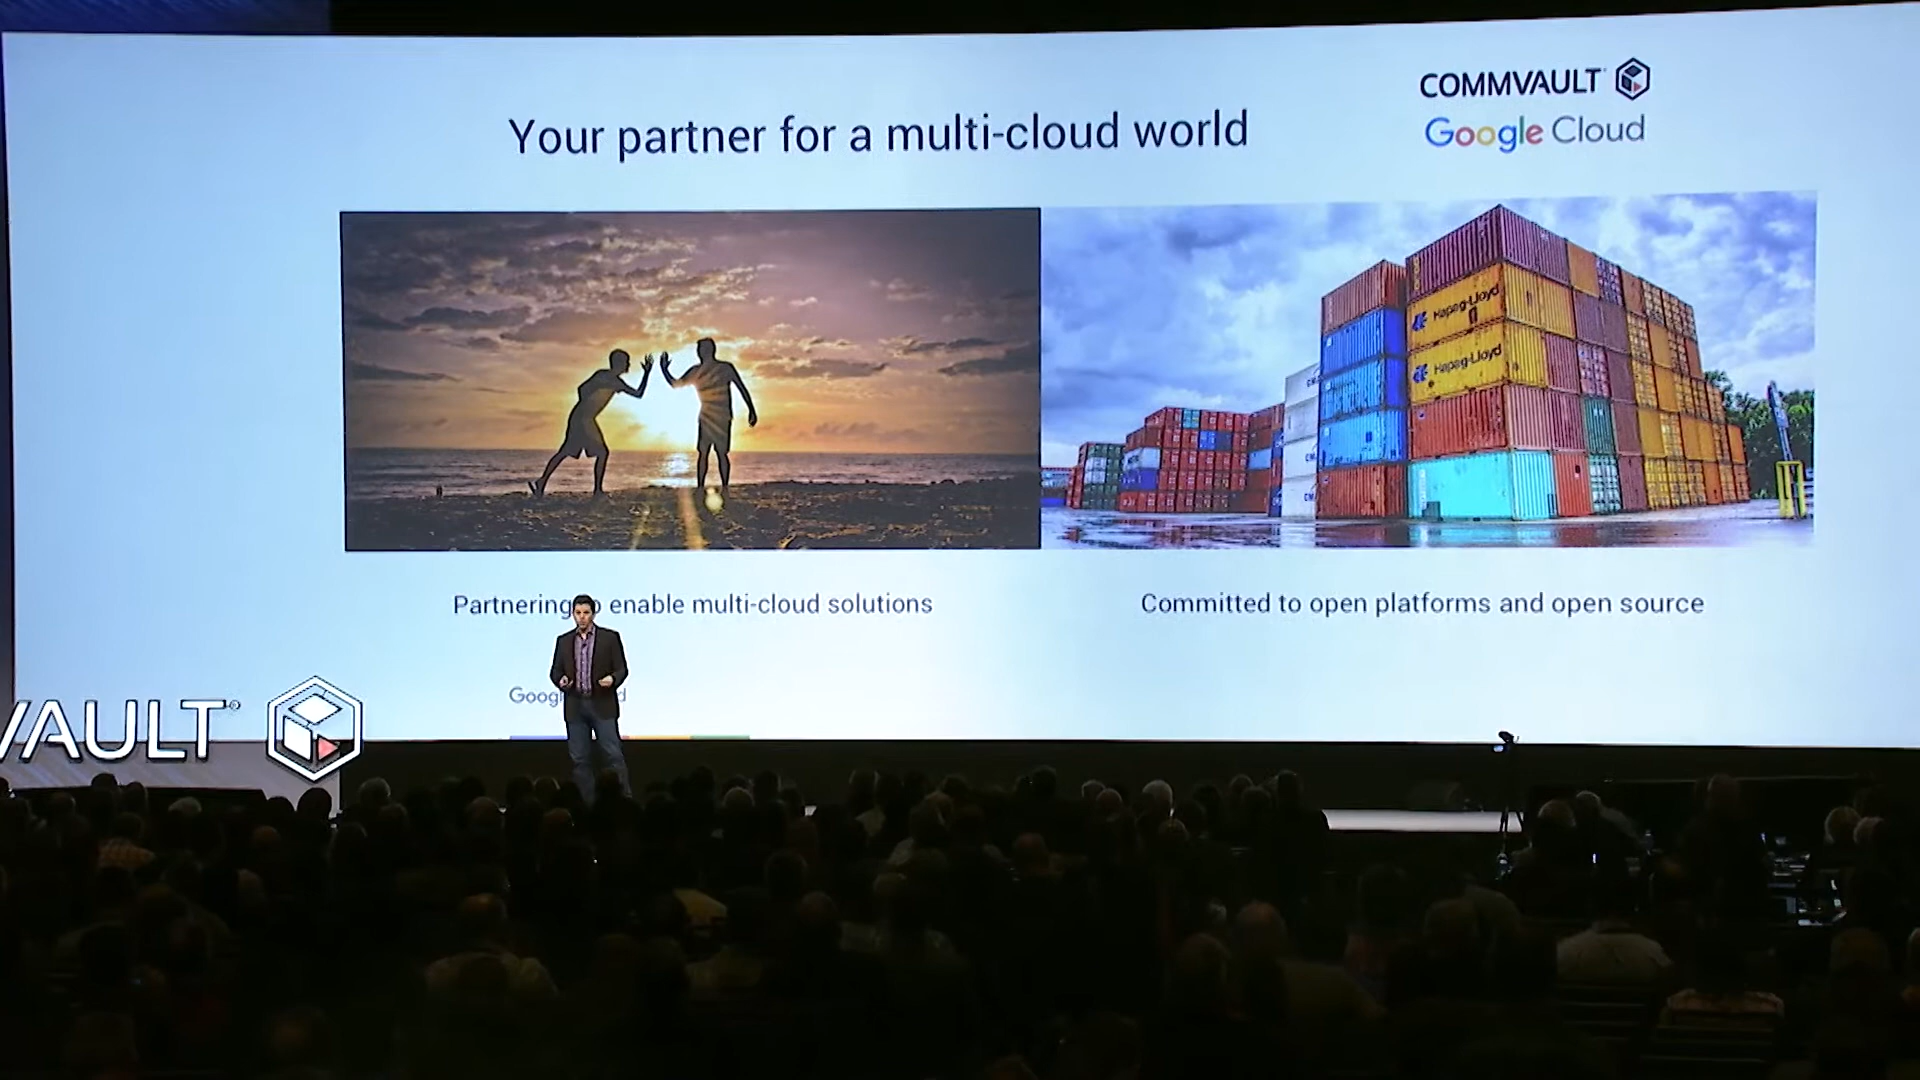 COMMVAULT
Google Cloud
Your partner for a multi-cloud world
Hapag-Lloyd
Hapag-Lloyd
Partnering enable multi-cloud solutions
Committed to open platforms and open source
VAULT®